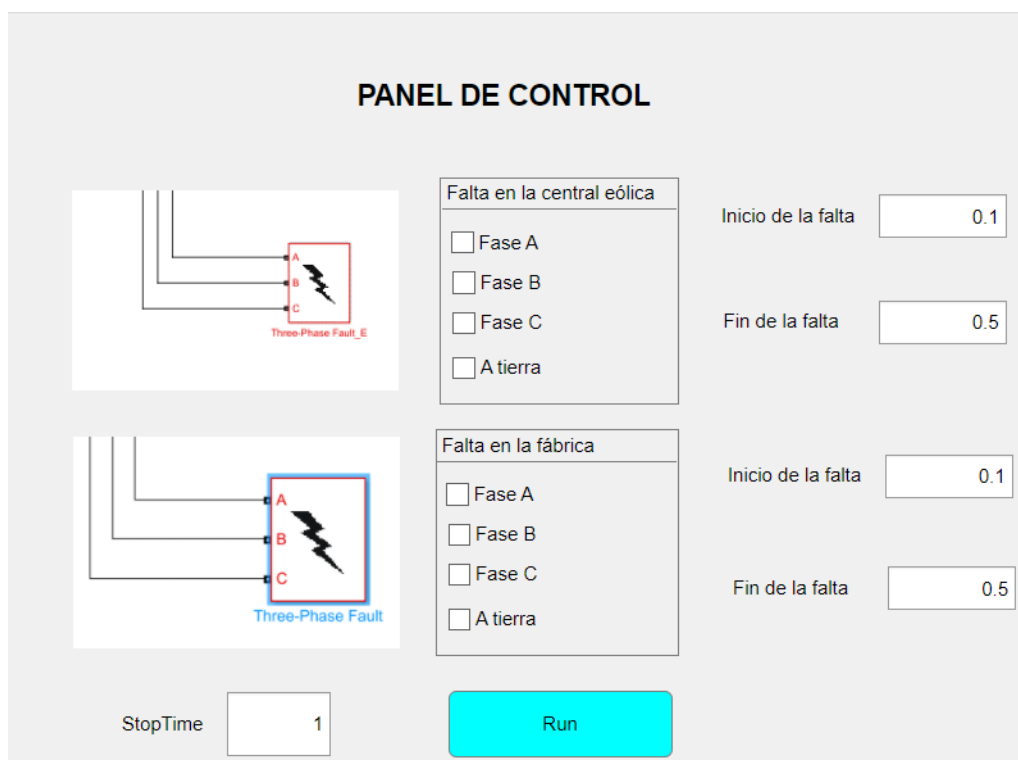 PANEL DE CONTROL
A
B
C
Three-Phase Fault_E
Falta en la central eólica
Fase A
Fase B
Fase C
A tierra
Inicio de la falta
0.1
Fin de la falta
0.5
A
B
C
Three-Phase Fault
Falta en la fábrica
Fase A
Fase B
Fase C
A tierra
Inicio de la falta
0.1
Fin de la falta
0.5
StopTime
1
Run